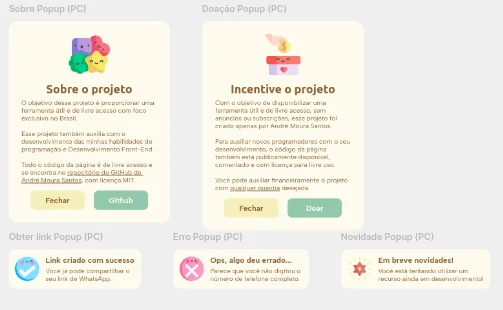 Sobre Popup (PC)
Sobre o projeto
O objetivo desse projeto é proporcionar uma
ferramenta útil e de livre acesso com foco
exclusivo no Brasil.
Esse projeto também auxilia com o
desenvolvimento das minhas habilidades de
programação e Desenvolvimento Front-End.
Todo o código da página é de livre acesso e
se encontra no repositório do GitHub de
André Moura Santos, com licença MIT.
Fechar
Github
Doação Popup (PC)
Incentive o projeto
Com o objetivo de disponibilizar uma
ferramenta útil e de livre acesso, sem
anúncios ou subscrições, esse projeto foi
criado apenas por André Moura Santos.
Para auxiliar novos programadores com o seu
desenvolvimento, o código da página
também está publicamente disponível,
comentado e com licença para livre uso.
Você pode auxiliar financeiramente o projeto
com qualquer quantia desejada.
Fechar
Doar
Obter link Popup (PC)
Link criado com sucesso
Você já pode compartilhar o
seu link de WhatsApp.
Erro Popup (PC)
Ops, algo deu errado...
Parece que você não digitou o
número de telefone completo.
Novidade Popup (PC)
Em breve novidades!
Você está tentando utilizar um
recurso ainda em desenvolvimento!